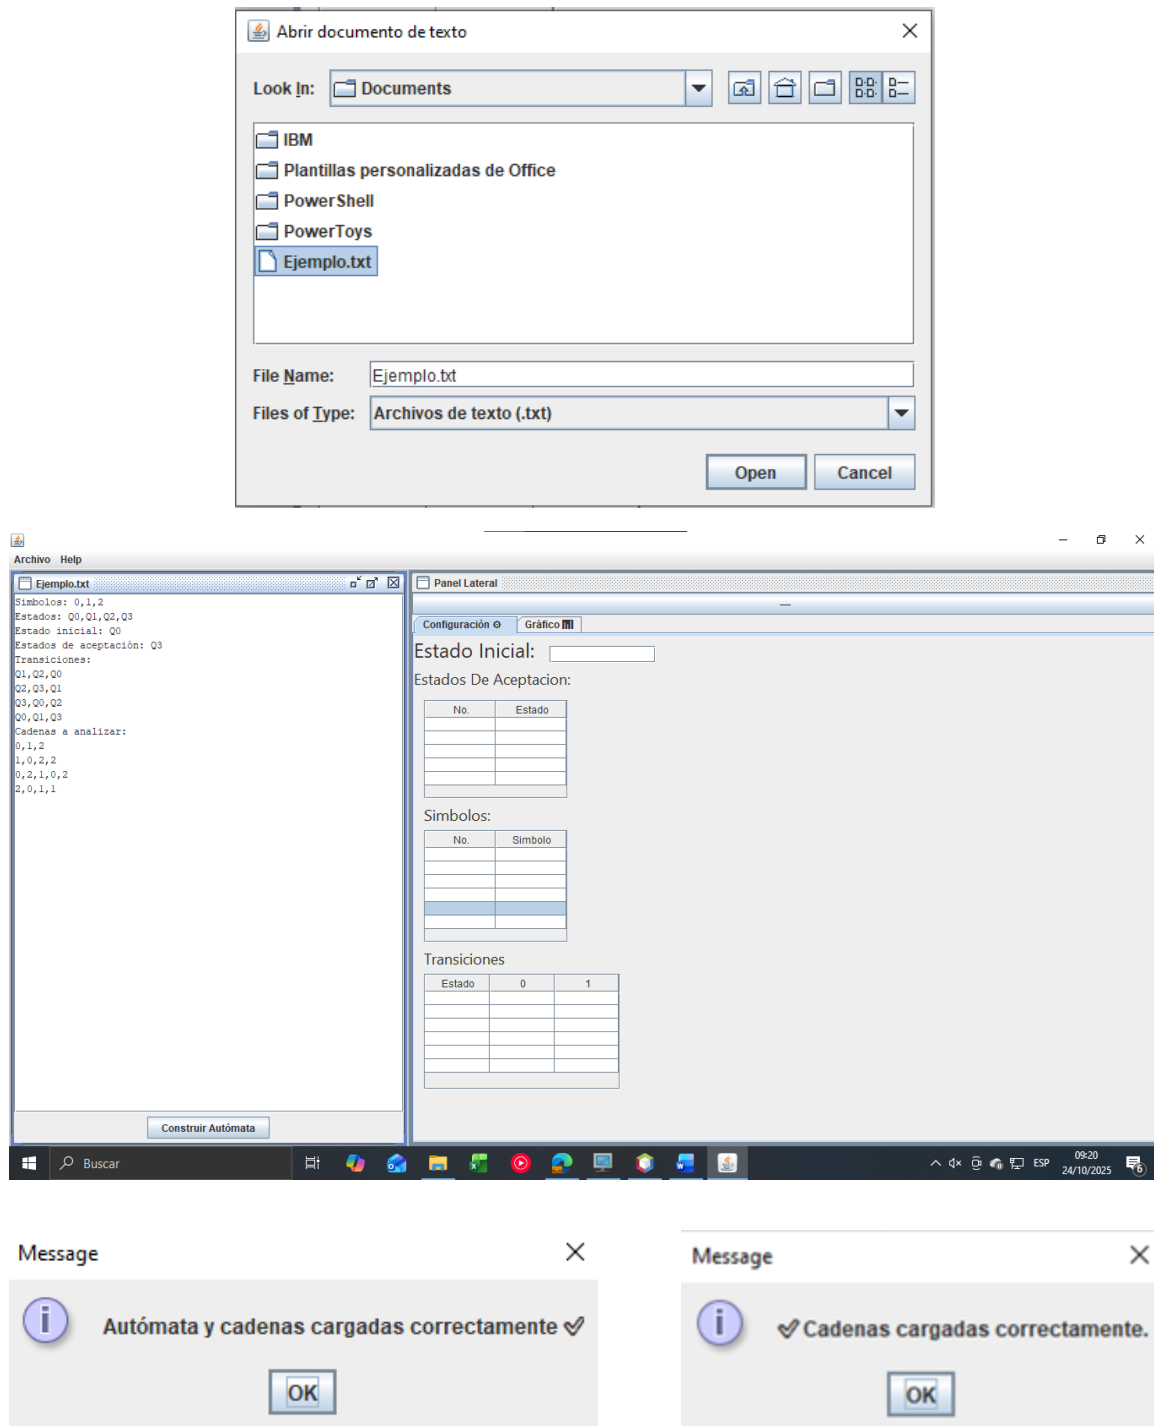 Abrir documento de texto
Look In: Documents
IBM
Plantillas personalizadas de Office
PowerShell
PowerToys
Ejemplo.txt
File Name: Ejemplo.txt
Files of Type: Archivos de texto (.txt)
Open Cancel
Archivo Help
Ejemplo.txt
Simbolos: 0,1,2
Estados: Q0,Q1,Q2,Q3
Estado inicial: Q0
Estados de aceptación: Q3
Transiciones:
Q1,Q2,Q0
Q2,Q3,Q1
Q3,Q0,Q2
Q0,Q1,Q3
Cadenas a analizar:
0,1,2
1,0,2,2
0,2,1,0,2
2,0,1,1
Construir Autómata
Panel Lateral
Configuración Gráfico
Estado Inicial:
Estados De Aceptacion:
No. Estado
Simbolos:
No. Simbolo
Transiciones
Estado 0 1
Buscar
ESP 09:20
24/10/2025
6
Message
Autómata y cadenas cargadas correctamente ✅
OK
Message
✅ Cadenas cargadas correctamente.
OK